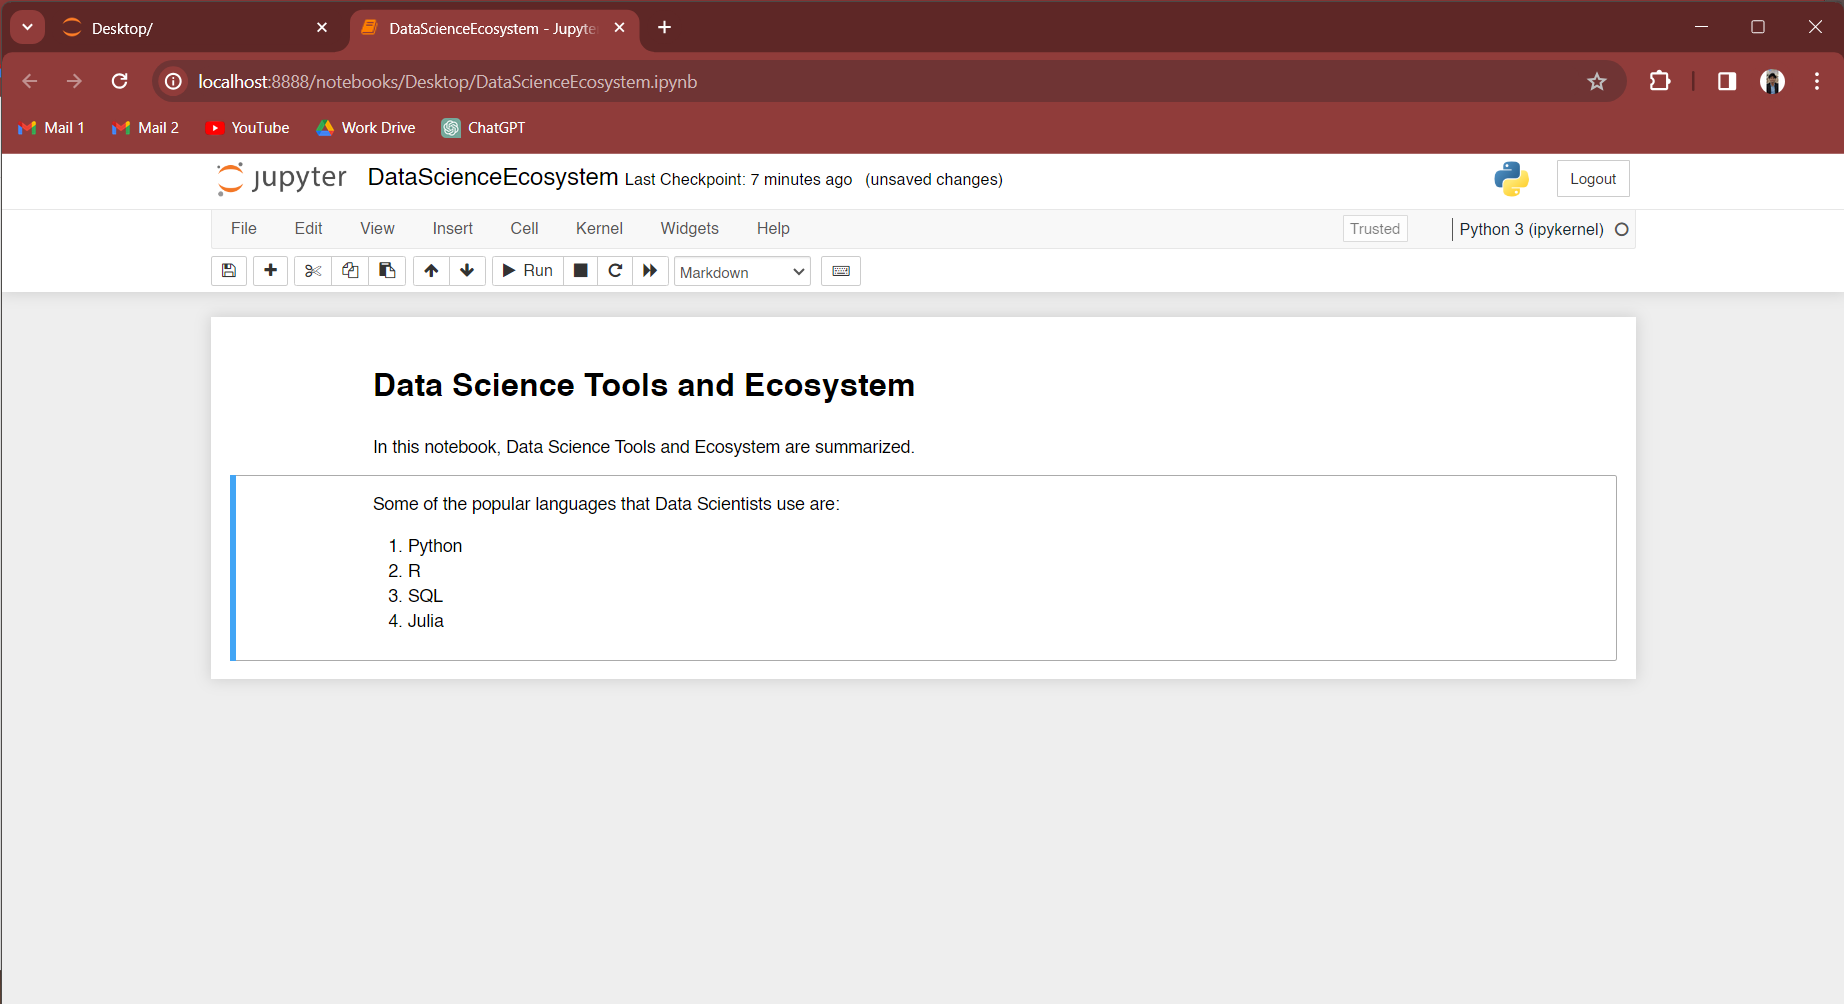 Desktop/
DataScienceEcosystem - Jupyte
localhost:8888/notebooks/Desktop/DataScienceEcosystem.ipynb
Mail 1 Mail 2 YouTube Work Drive ChatGPT
jupyter DataScienceEcosystem Last Checkpoint: 7 minutes ago (unsaved changes) Logout
File Edit View Insert Cell Kernel Widgets Help Trusted Python 3 (ipykernel)
Run Markdown
Data Science Tools and Ecosystem
In this notebook, Data Science Tools and Ecosystem are summarized.
Some of the popular languages that Data Scientists use are:
1. Python
2. R
3. SQL
4. Julia